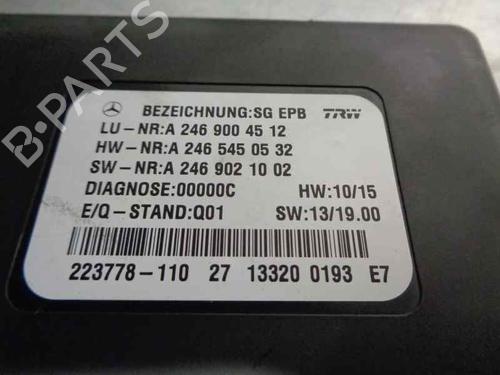 BEZEICHNUNG:SG EPB TRW
LU-NR:A 246 900 45 12
HW-NR:A 246 545 05 32
SW-NR:A 246 902 10 02
DIAGNOSE:00000C HW:10/15
E/Q-STAND:Q01 SW:13/19.00
223778-110 27 13320 0193 E7
B-PARTS